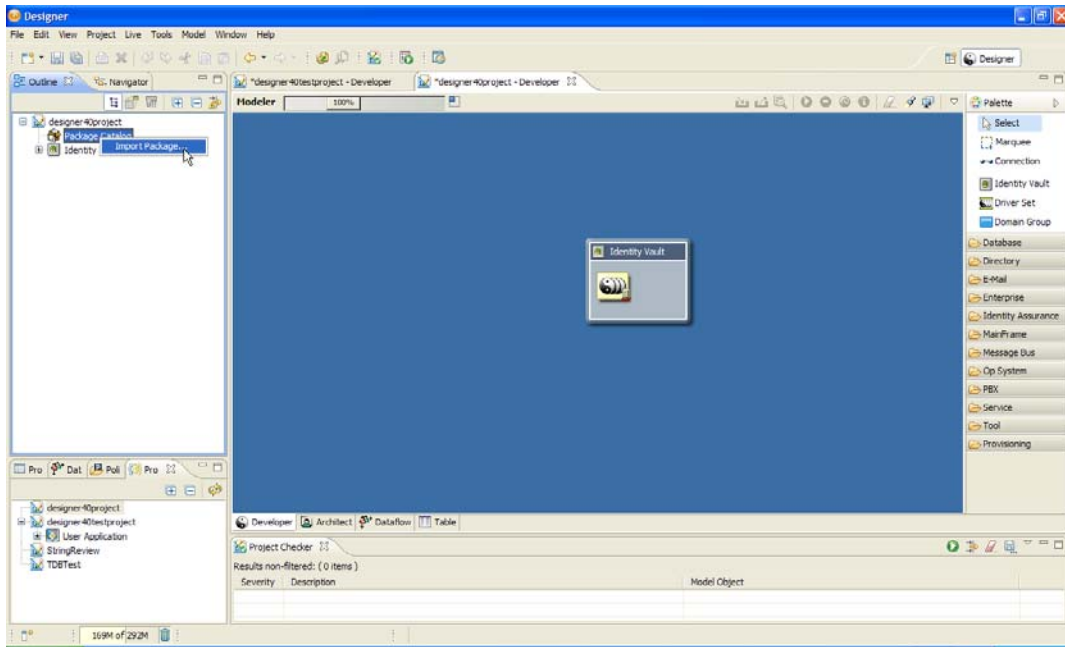 Designer
File Edit View Project Live Tools Model Window Help
Designer
Outline Navigator
*designer40testproject - Developer *designer40project - Developer
Modeler 100%
Palette
designer40project
Package Catalog
Import Package...
Identity
Select
Marquee
Connection
Identity Vault
Driver Set
Domain Group
Database
Directory
E-Mail
Enterprise
Identity Assurance
MainFrame
Message Bus
Op System
PBX
Service
Tool
Provisioning
Identity Vault
Pro Dat Poli Pro
designer40project
designer40testproject
User Application
StringReview
TDBTest
Developer Architect Dataflow Table
Project Checker
Results non-filtered: ( 0 items )
Severity Description Model Object
169M of 292M